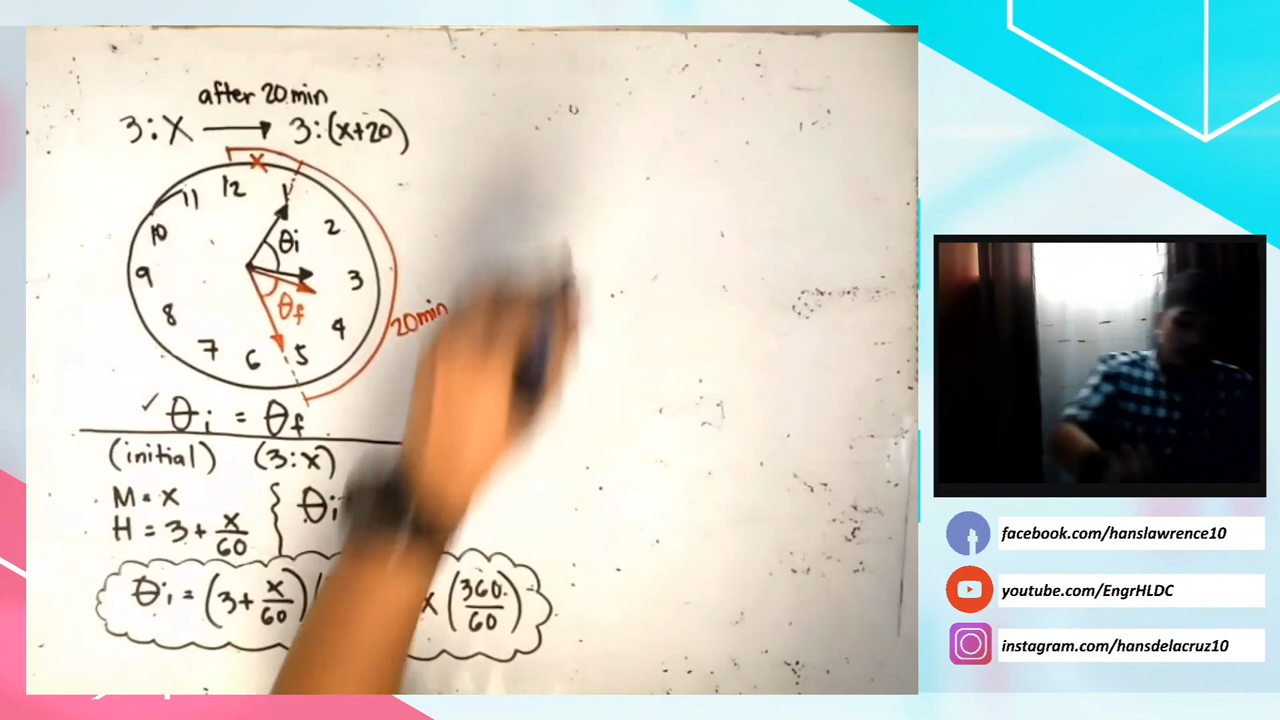 after 20 min
3:X → 3:(x+20)
x
12
11
1
10
2
θi
9
3
θf
8
4
20min
7
6
5
✓ θi = θf
(initial) (3:x)
M = x
H = 3 + x/60 { θi
θi = (3 + x/60) x (360/60)
facebook.com/hanslawrence10
youtube.com/EngrHLDC
instagram.com/hansdelacruz10